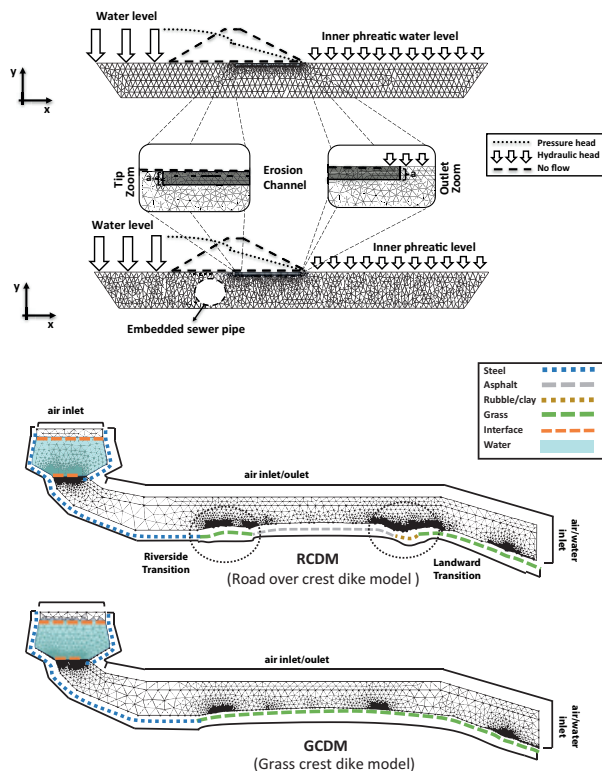 Water level
Inner phreatic water level
y
x
Pressure head
Hydraulic head
No flow
Tip
Zoom
a
Erosion
Channel
a
Outlet
Zoom
Water level
Inner phreatic level
y
x
Embedded sewer pipe
Steel
Asphalt
Rubble/clay
Grass
Interface
Water
air inlet
air inlet/oulet
air/water
inlet
Riverside
Transition
RCDM
(Road over crest dike model )
Landward
Transition
air inlet/oulet
air/water
inlet
GCDM
(Grass crest dike model)